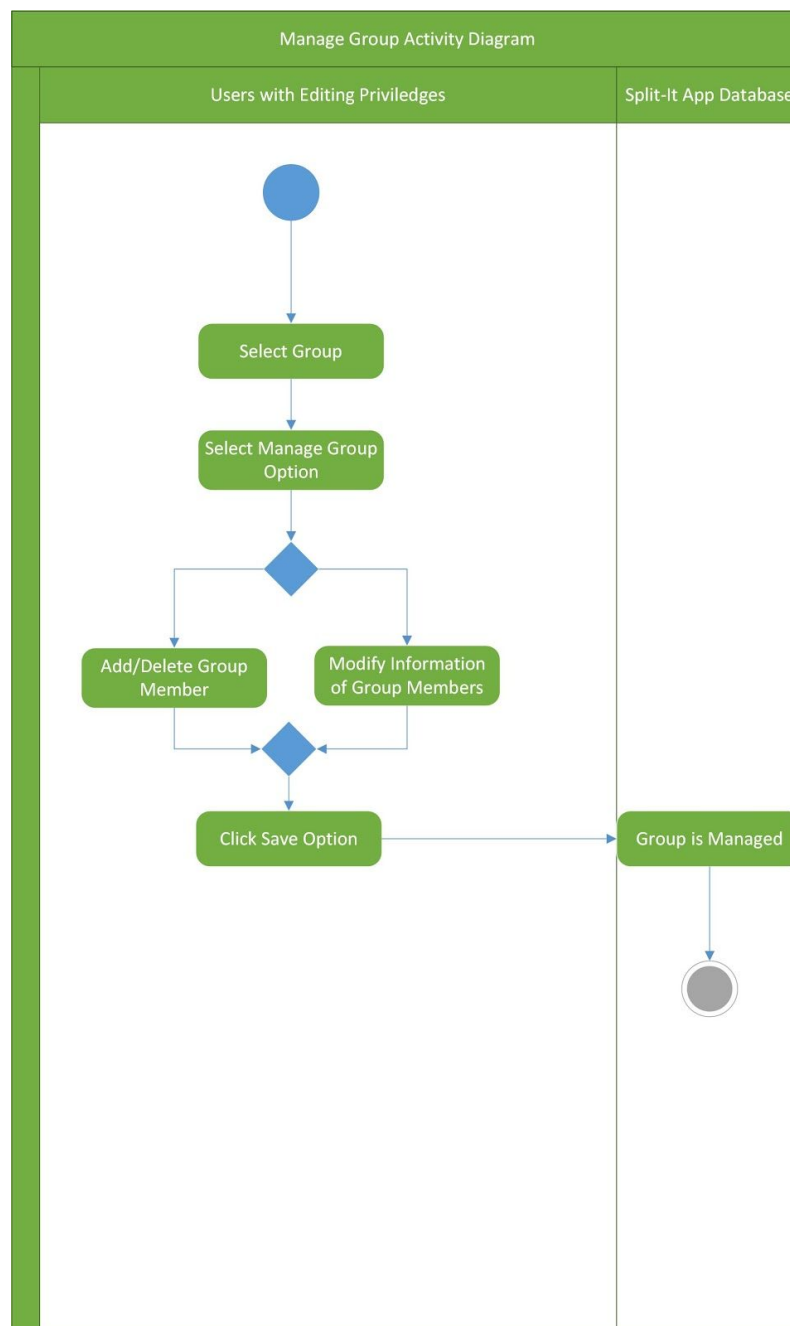 Manage Group Activity Diagram
Users with Editing Priviledges
Split-It App Database
Select Group
Select Manage Group
Option
Add/Delete Group
Member
Modify Information
of Group Members
Click Save Option
Group is Managed